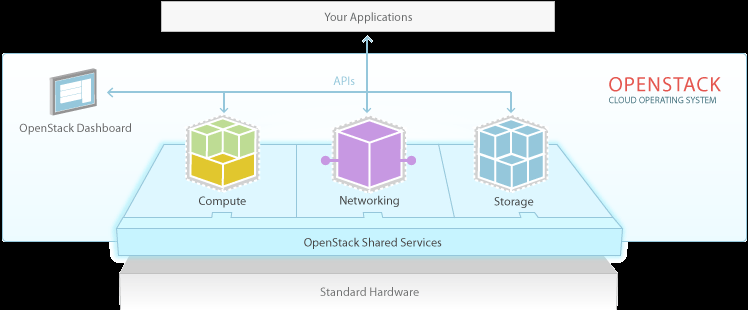 Your Applications
APIs
OPENSTACK
CLOUD OPERATING SYSTEM
OpenStack Dashboard
Compute
Networking
Storage
OpenStack Shared Services
Standard Hardware